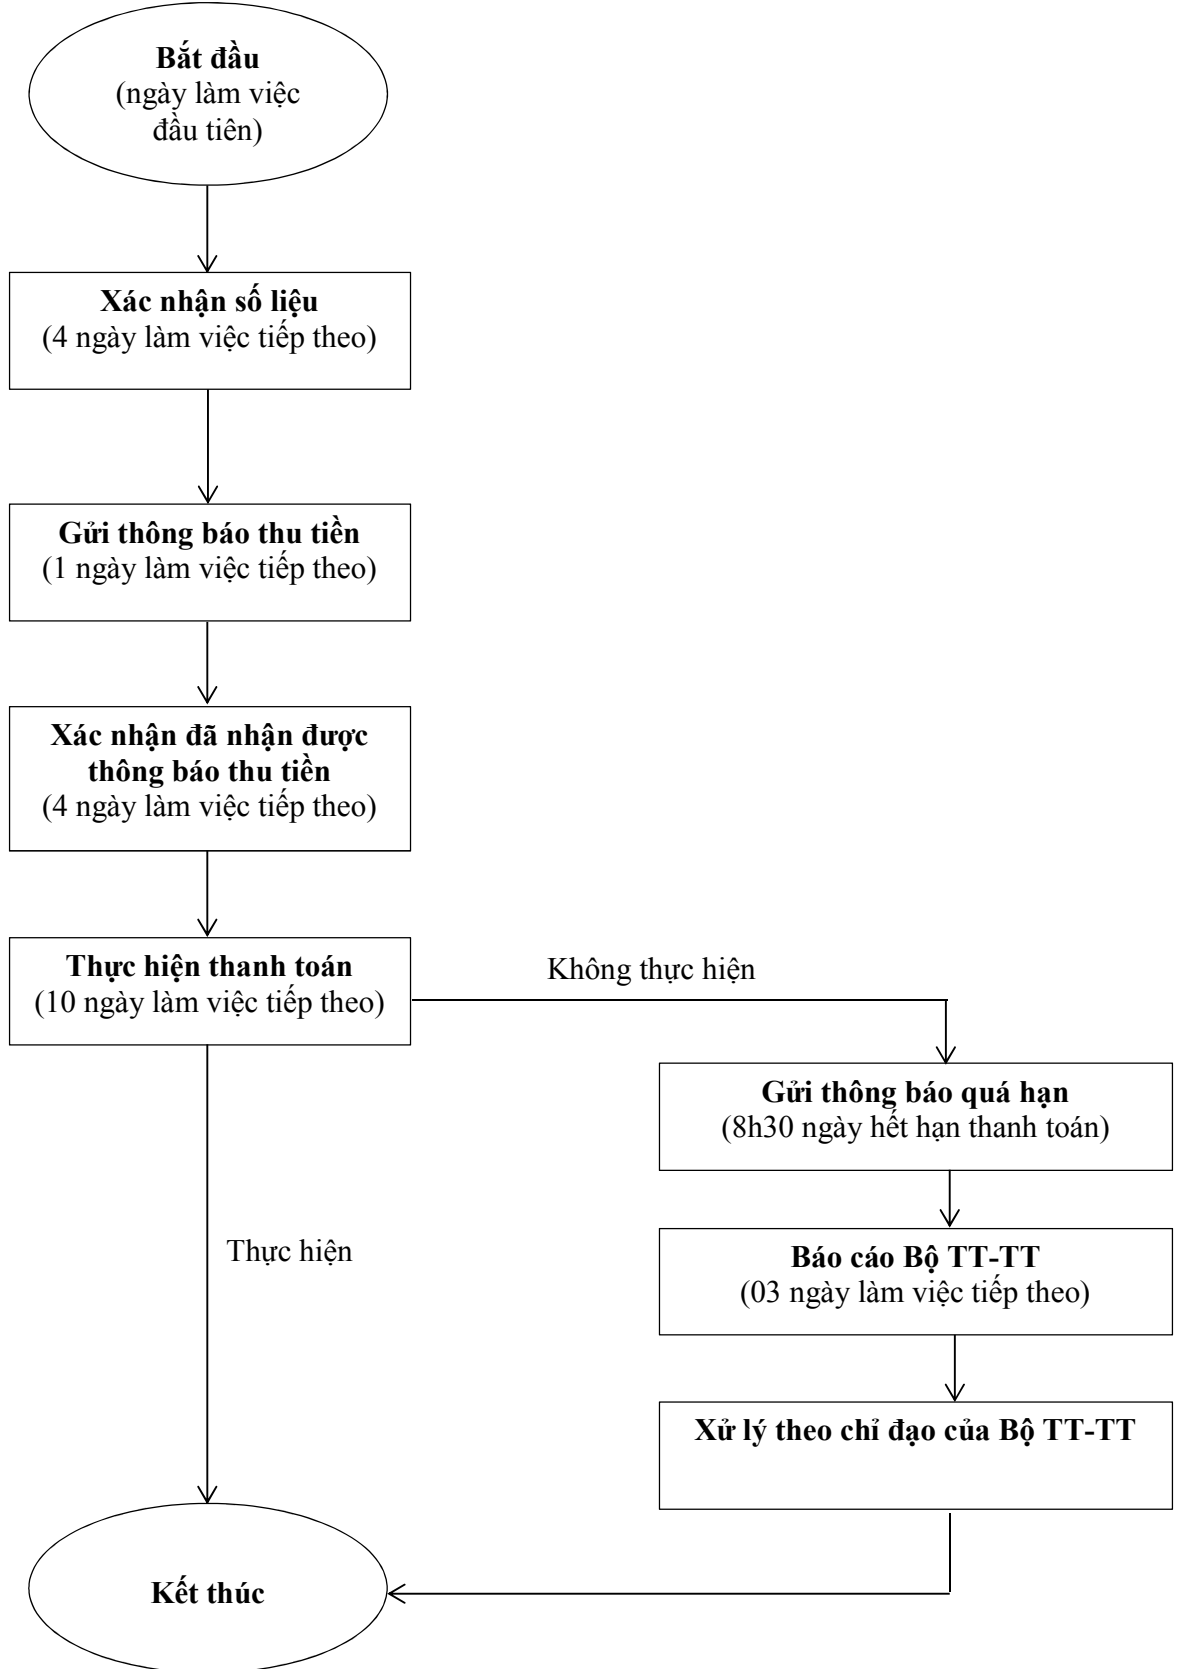 Bắt đầu
(ngày làm việc
đầu tiên)
Xác nhận số liệu
(4 ngày làm việc tiếp theo)
Gửi thông báo thu tiền
(1 ngày làm việc tiếp theo)
Xác nhận đã nhận được
thông báo thu tiền
(4 ngày làm việc tiếp theo)
Thực hiện thanh toán
(10 ngày làm việc tiếp theo)
Không thực hiện
Gửi thông báo quá hạn
(8h30 ngày hết hạn thanh toán)
Thực hiện
Báo cáo Bộ TT-TT
(03 ngày làm việc tiếp theo)
Xử lý theo chỉ đạo của Bộ TT-TT
Kết thúc